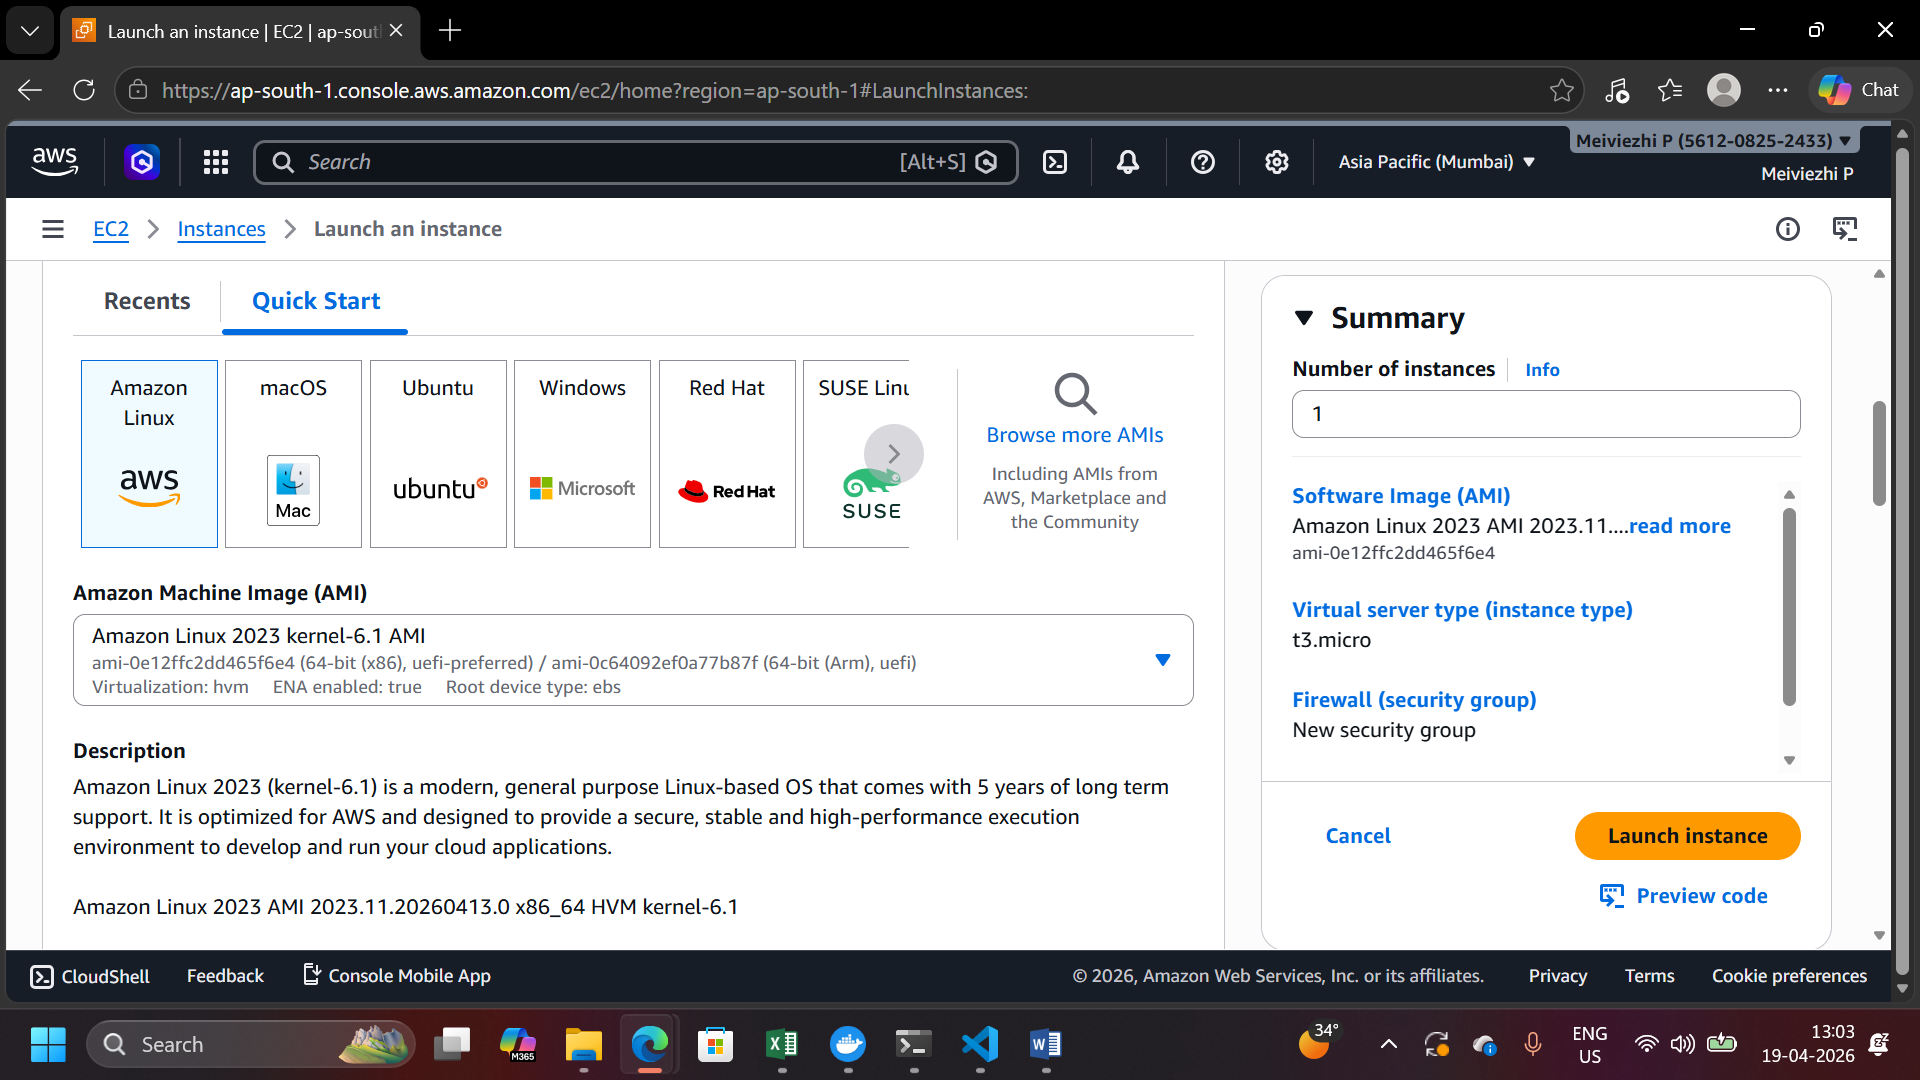 Launch an instance | EC2 | ap-sout
https://ap-south-1.console.aws.amazon.com/ec2/home?region=ap-south-1#LaunchInstances:
Chat
aws
Search
[Alt+S]
Asia Pacific (Mumbai)
Meiviezhi P (5612-0825-2433)
Meiviezhi P
EC2
Instances
Launch an instance
Recents
Quick Start
Amazon Linux
aws
macOS
Mac
Ubuntu
ubuntu
Windows
Microsoft
Red Hat
Red Hat
SUSE Linu
SUSE
Browse more AMIs
Including AMIs from
AWS, Marketplace and
the Community
Amazon Machine Image (AMI)
Amazon Linux 2023 kernel-6.1 AMI
ami-0e12ffc2dd465f6e4 (64-bit (x86), uefi-preferred) / ami-0c64092ef0a77b87f (64-bit (Arm), uefi)
Virtualization: hvm ENA enabled: true Root device type: ebs
Description
Amazon Linux 2023 (kernel-6.1) is a modern, general purpose Linux-based OS that comes with 5 years of long term
support. It is optimized for AWS and designed to provide a secure, stable and high-performance execution
environment to develop and run your cloud applications.
Amazon Linux 2023 AMI 2023.11.20260413.0 x86_64 HVM kernel-6.1
Summary
Number of instances
Info
1
Software Image (AMI)
Amazon Linux 2023 AMI 2023.11....read more
ami-0e12ffc2dd465f6e4
Virtual server type (instance type)
t3.micro
Firewall (security group)
New security group
Cancel
Launch instance
Preview code
CloudShell
Feedback
Console Mobile App
© 2026, Amazon Web Services, Inc. or its affiliates.
Privacy
Terms
Cookie preferences
Search
M365
34°
ENG
US
13:03
19-04-2026